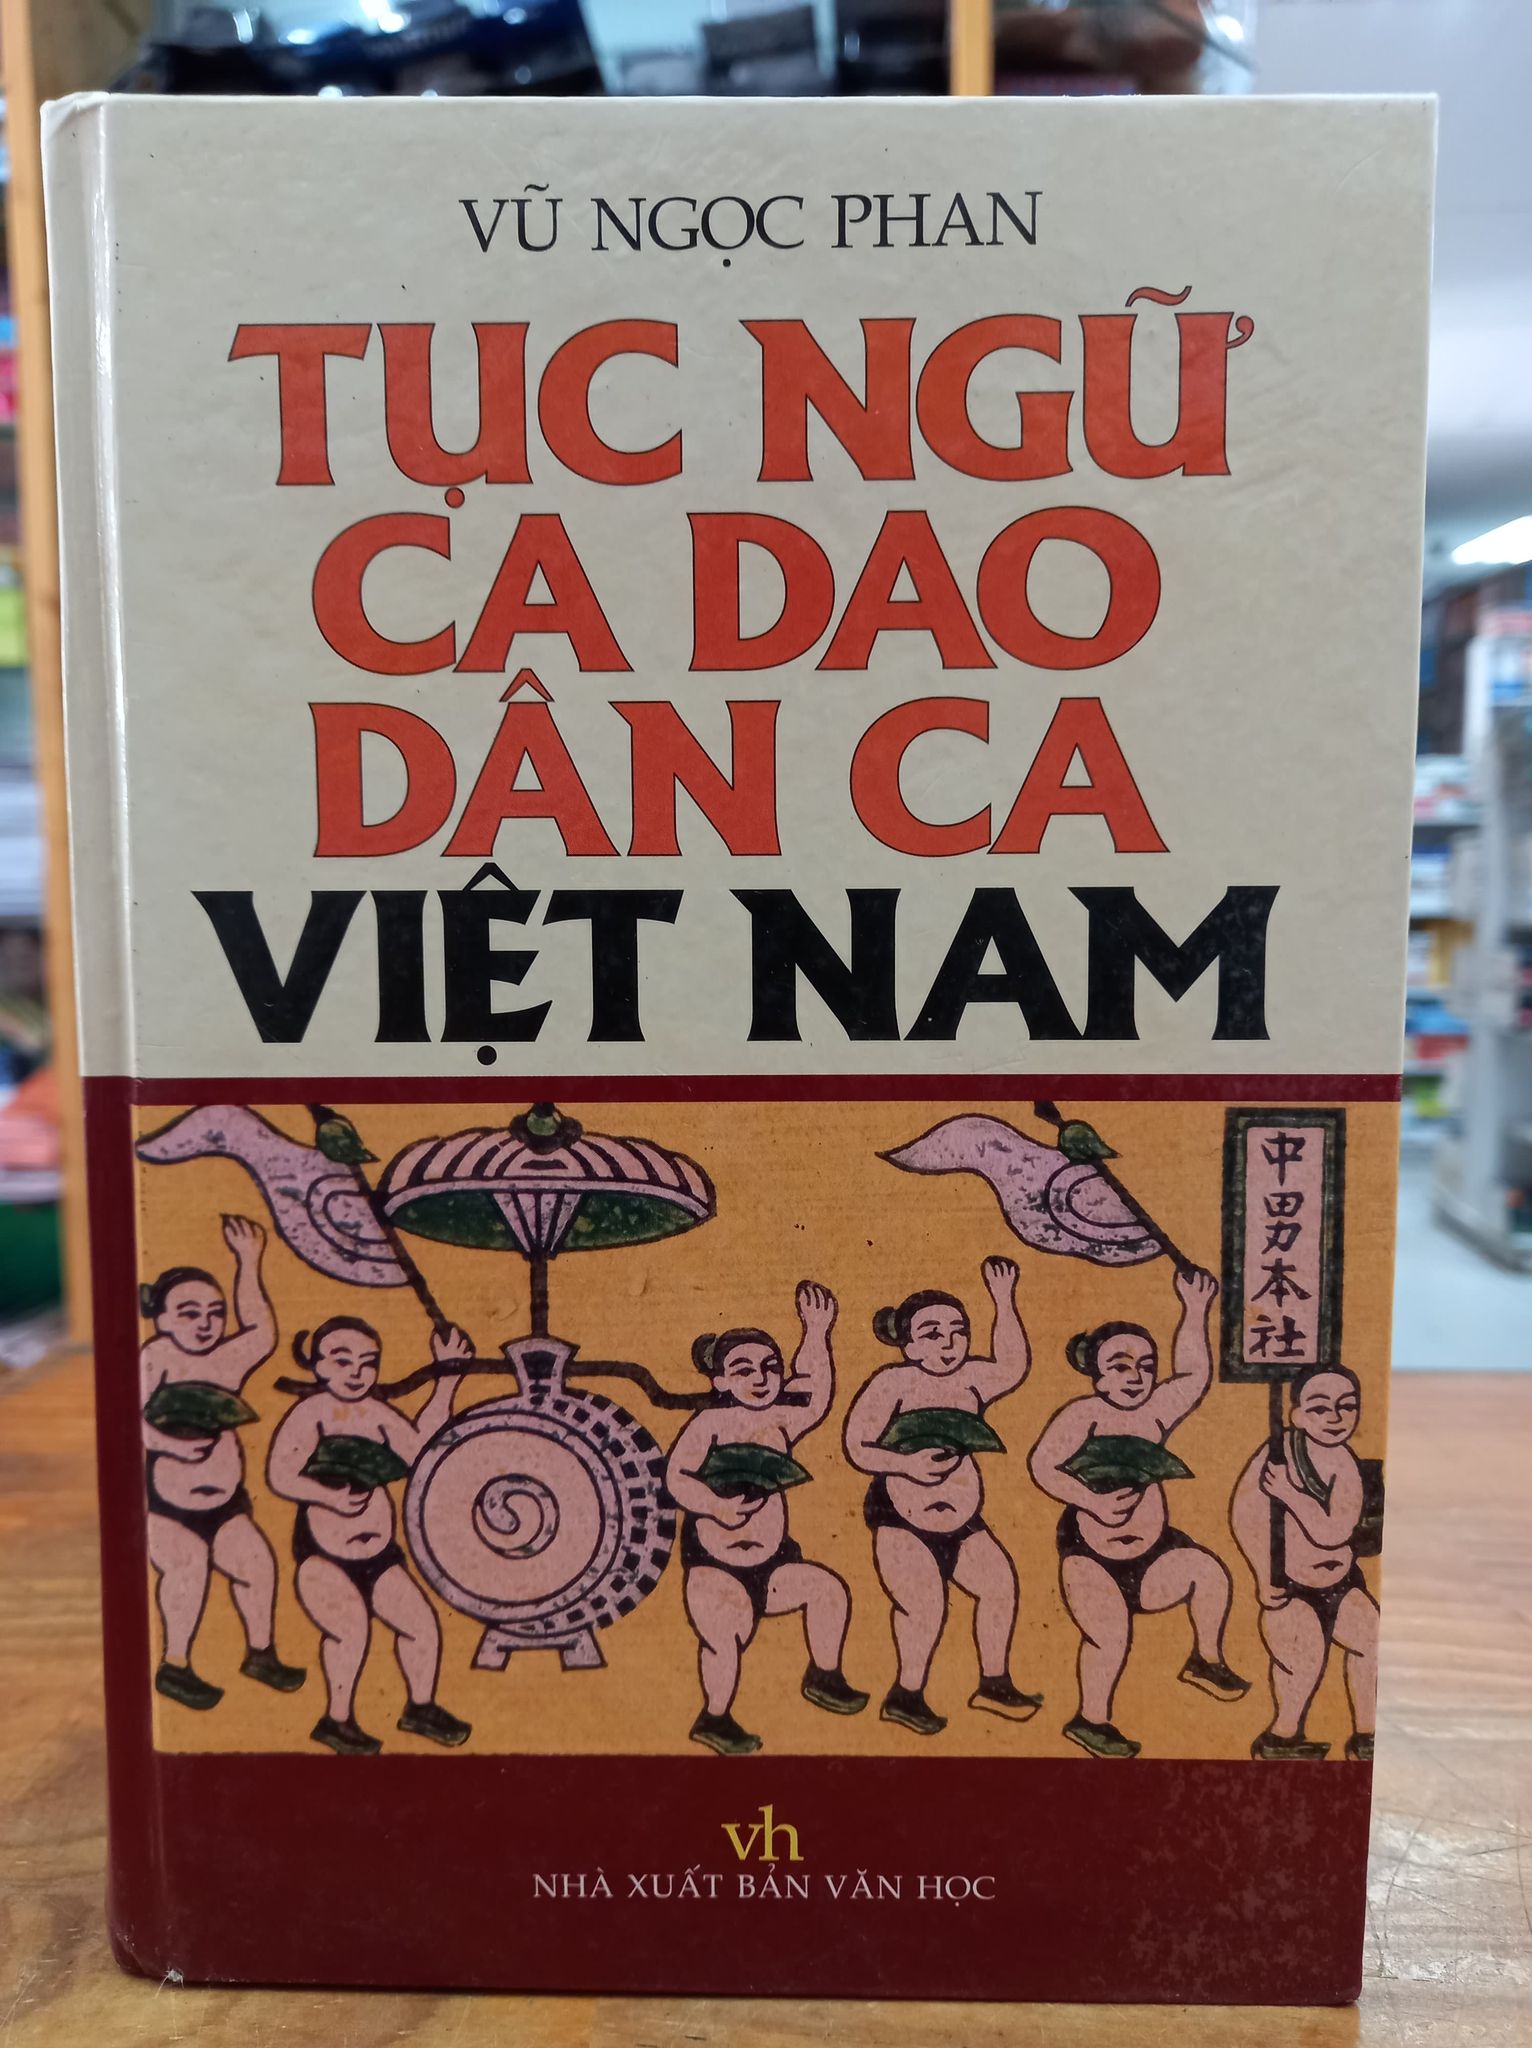 VŨ NGỌC PHAN
TỤC NGỮ
CA DAO
DÂN CA
VIỆT NAM
中男本社
vh
NHÀ XUẤT BẢN VĂN HỌC